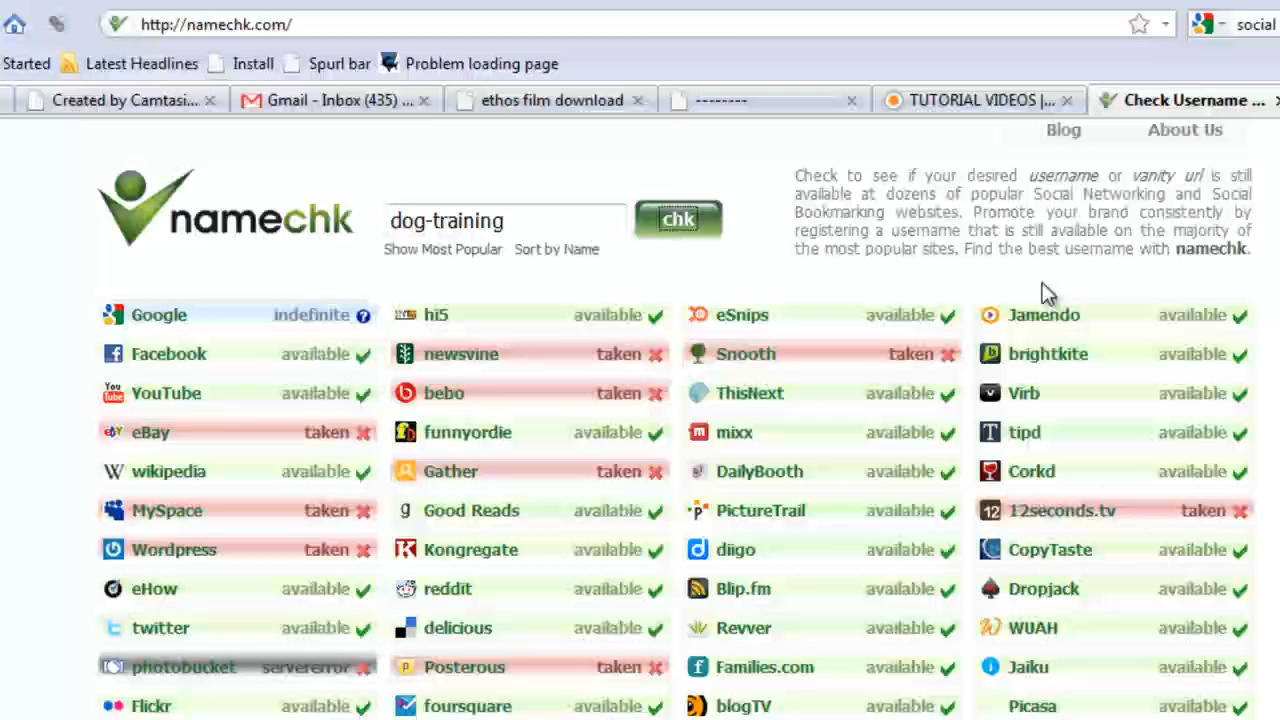 http://namechk.com/
social
Started Latest Headlines Install Spurl bar Problem loading page
Created by Camtasi... Gmail - Inbox (435) ... ethos film download -------- TUTORIAL VIDEOS |... Check Username ...
Blog About Us
namechk
dog-training
chk
Show Most Popular Sort by Name
Check to see if your desired username or vanity url is still
available at dozens of popular Social Networking and Social
Bookmarking websites. Promote your brand consistently by
registering a username that is still available on the majority of
the most popular sites. Find the best username with namechk.
Google indefinite ? hi5 available eSnips available Jamendo available
Facebook available newsvine taken Snooth taken brightkite available
You Tube YouTube available bebo taken ThisNext available Virb available
ebY eBay taken funnyordie available mixx available tipd available
W wikipedia available Gather taken DailyBooth available Corkd available
MySpace taken g Good Reads available PictureTrail available 12 12seconds.tv taken
Wordpress taken Kongregate available diigo available CopyTaste available
eHow available reddit available Blip.fm available Dropjack available
twitter available delicious available Revver available WUAH available
photobucket servererror Posterous taken Families.com available Jaiku available
Flickr available foursquare available blogTV available Picasa available